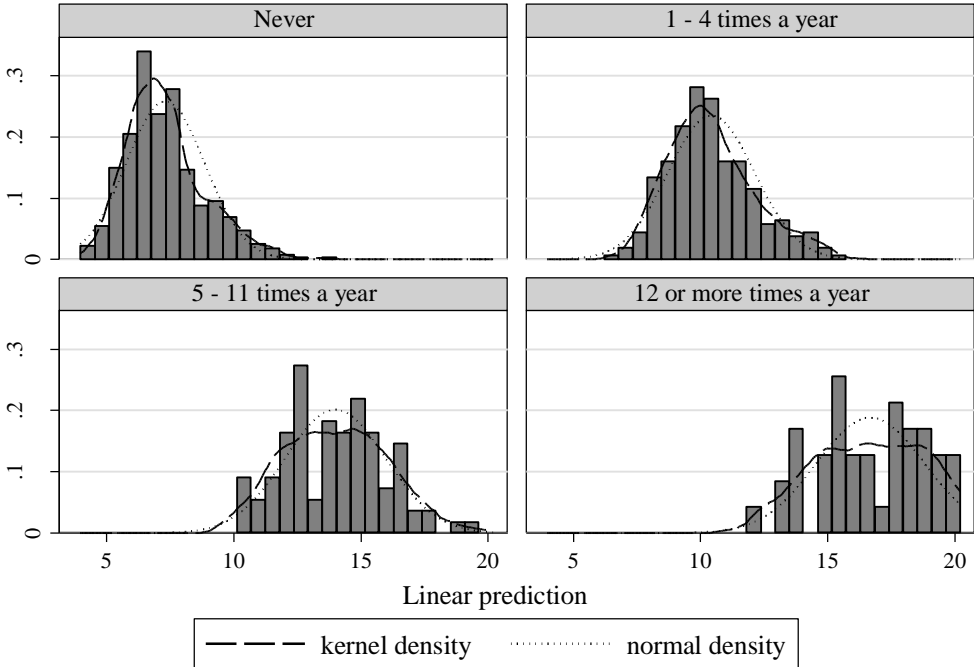 Never
1 - 4 times a year
.3
.2
.1
0
5 - 11 times a year
12 or more times a year
.3
.2
.1
0
5 10 15 20
5 10 15 20
Linear prediction
kernel density normal density